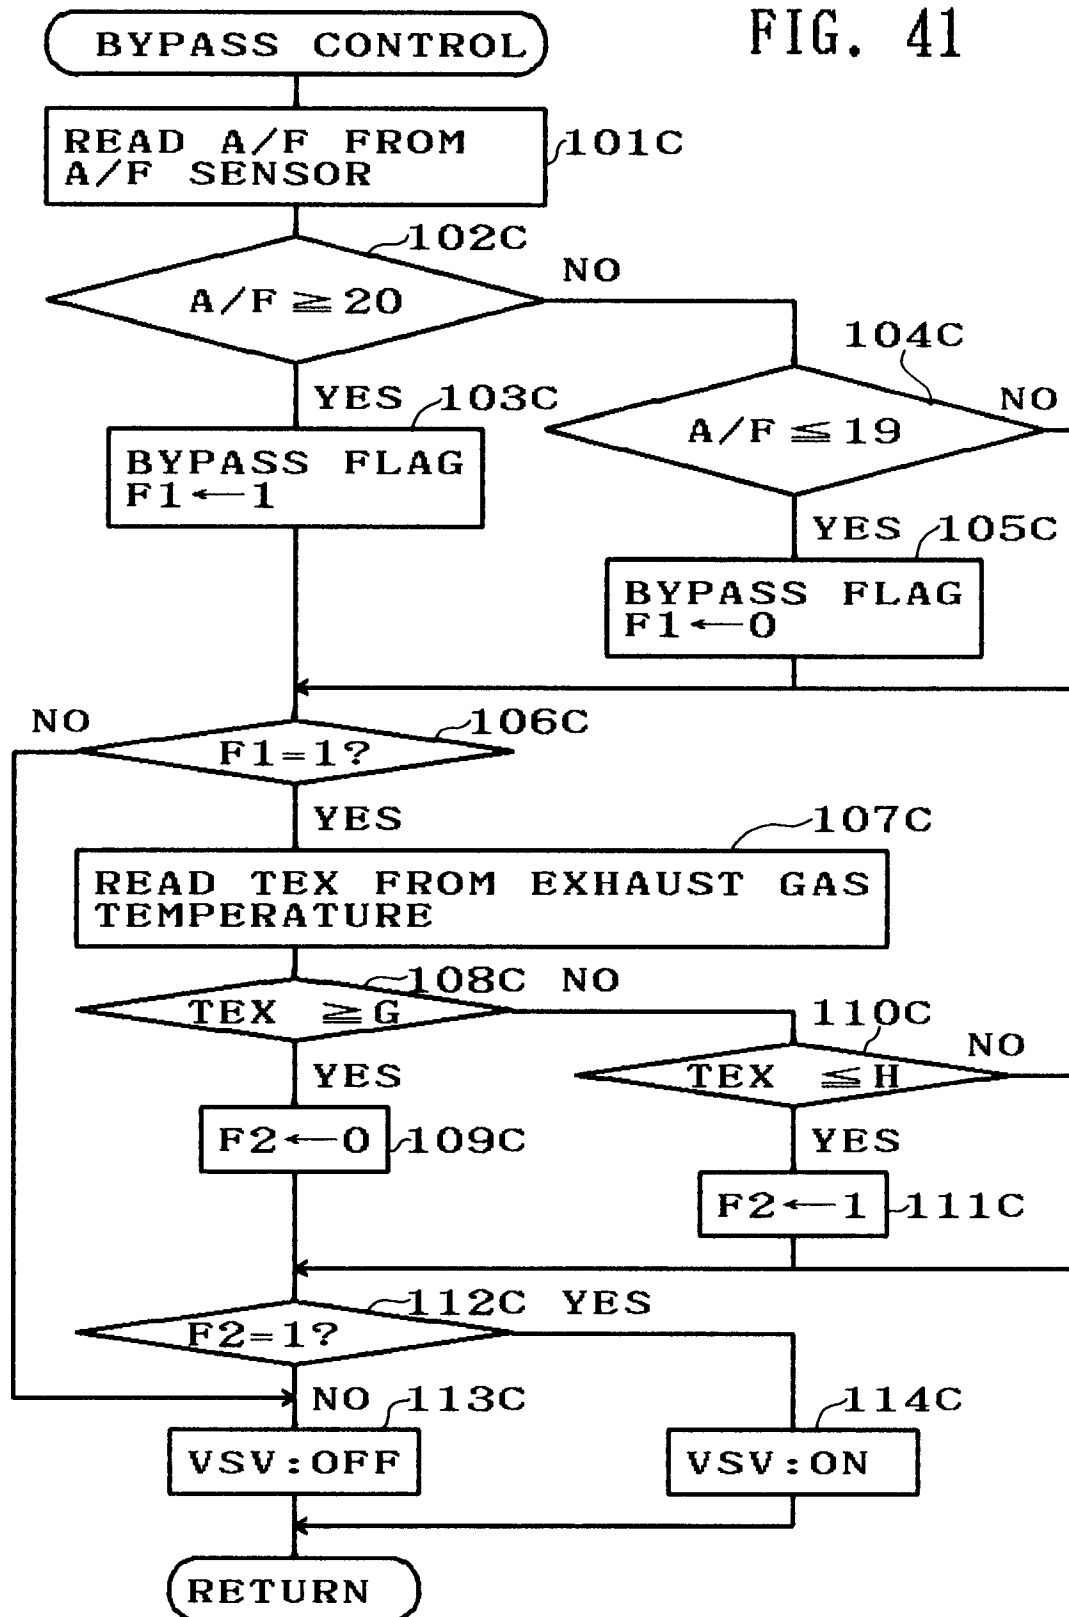 FIG. 41
BYPASS CONTROL
READ A/F FROM
A/F SENSOR
101C
102C
A/F ≧ 20
NO
YES
103C
BYPASS FLAG
F1←1
104C
A/F ≦ 19
NO
YES
105C
BYPASS FLAG
F1←0
NO
106C
F1=1?
YES
107C
READ TEX FROM EXHAUST GAS
TEMPERATURE
108C
NO
TEX ≧G
YES
F2←0
109C
110C
NO
TEX ≦H
YES
F2←1
111C
112C
YES
F2=1?
NO
113C
VSV:OFF
114C
VSV:ON
RETURN